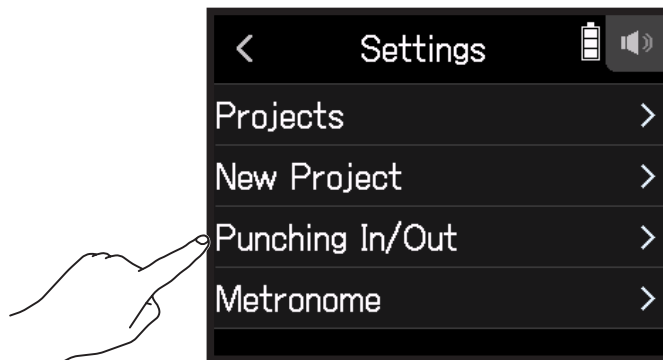 Settings
Projects
New Project
Punching In/Out
Metronome